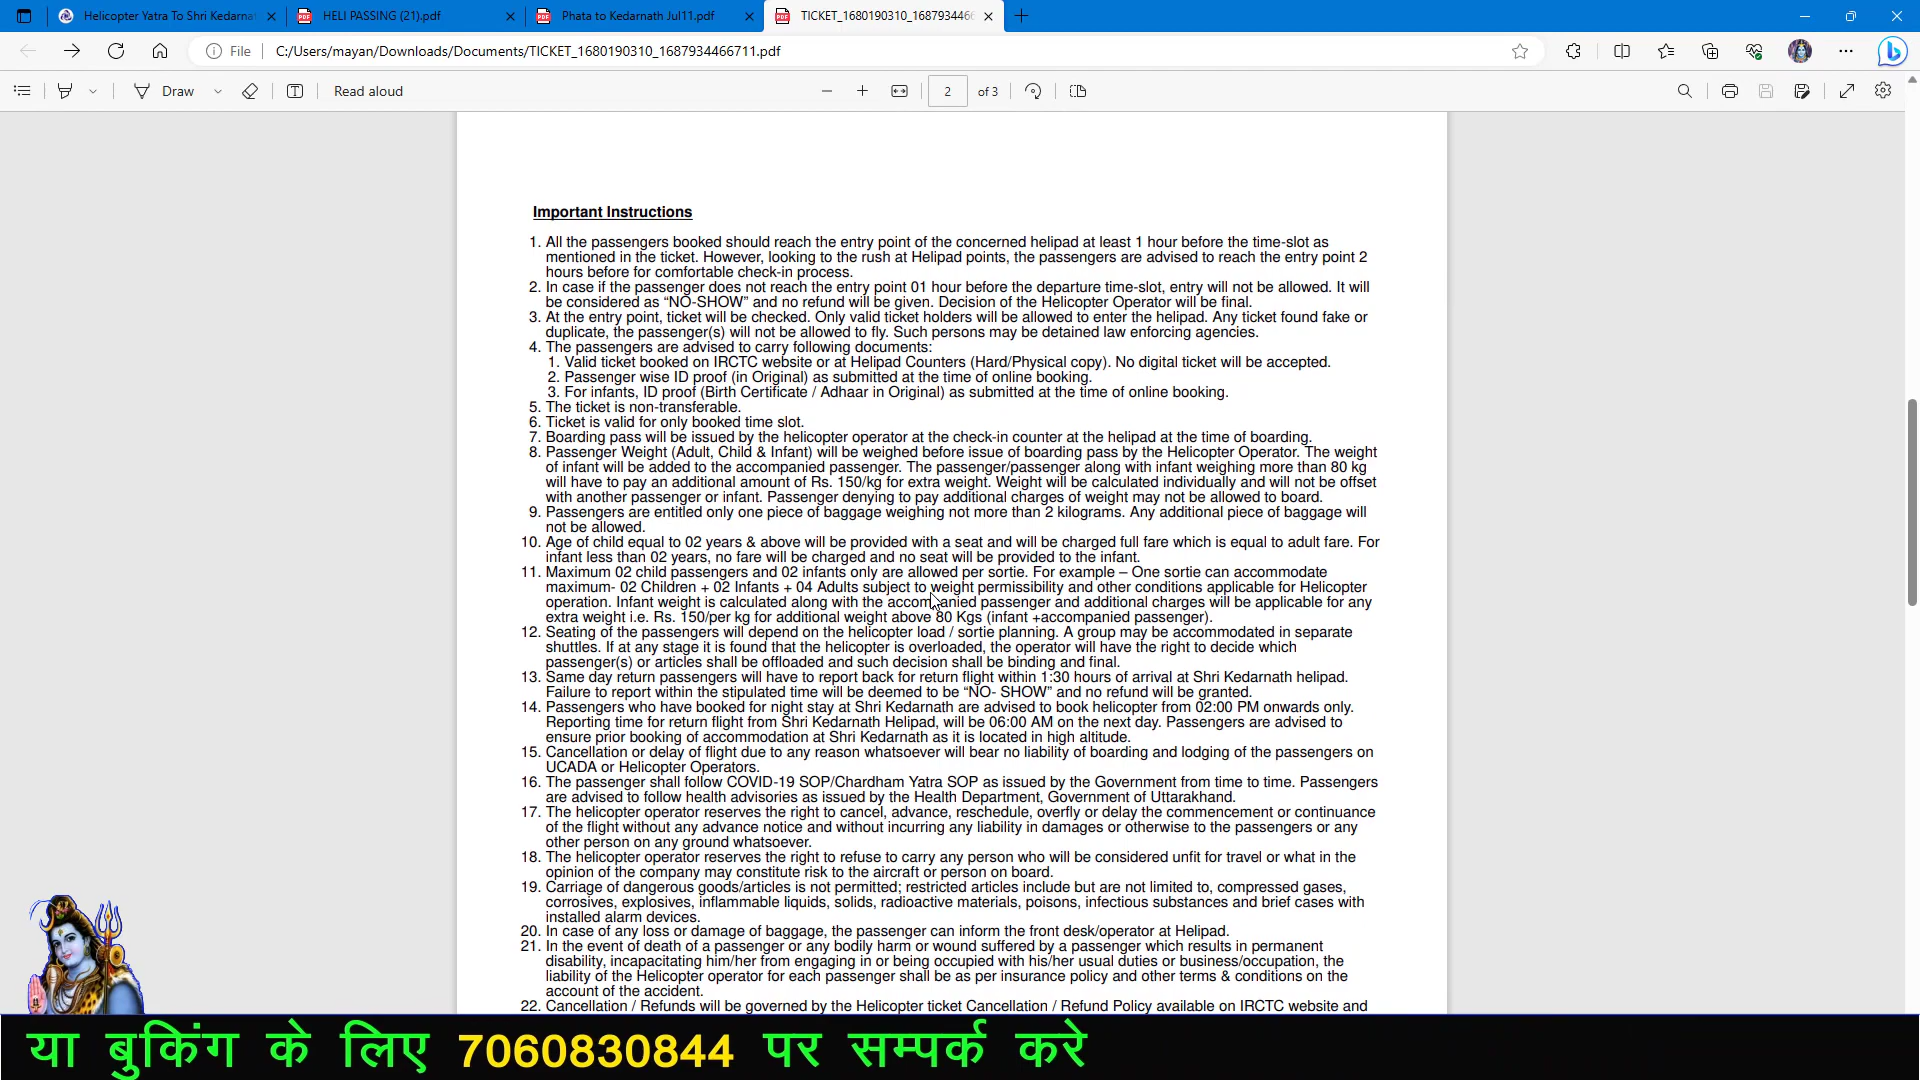 Helicopter Yatra To Shri Kedarnat
HELI PASSING (21).pdf
Phata to Kedarnath Jul11.pdf
TICKET_1680190310_1687934466
File
C:/Users/mayan/Downloads/Documents/TICKET_1680190310_1687934466711.pdf
Draw
Read aloud
2 of 3
Important Instructions
1. All the passengers booked should reach the entry point of the concerned helipad at least 1 hour before the time-slot as
mentioned in the ticket. However, looking to the rush at Helipad points, the passengers are advised to reach the entry point 2
hours before for comfortable check-in process.
2. In case if the passenger does not reach the entry point 01 hour before the departure time-slot, entry will not be allowed. It will
be considered as “NO-SHOW” and no refund will be given. Decision of the Helicopter Operator will be final.
3. At the entry point, ticket will be checked. Only valid ticket holders will be allowed to enter the helipad. Any ticket found fake or
duplicate, the passenger(s) will not be allowed to fly. Such persons may be detained law enforcing agencies.
4. The passengers are advised to carry following documents:
1. Valid ticket booked on IRCTC website or at Helipad Counters (Hard/Physical copy). No digital ticket will be accepted.
2. Passenger wise ID proof (in Original) as submitted at the time of online booking.
3. For infants, ID proof (Birth Certificate / Adhaar in Original) as submitted at the time of online booking.
5. The ticket is non-transferable.
6. Ticket is valid for only booked time slot.
7. Boarding pass will be issued by the helicopter operator at the check-in counter at the helipad at the time of boarding.
8. Passenger Weight (Adult, Child & Infant) will be weighed before issue of boarding pass by the Helicopter Operator. The weight
of infant will be added to the accompanied passenger. The passenger/passenger along with infant weighing more than 80 kg
will have to pay an additional amount of Rs. 150/kg for extra weight. Weight will be calculated individually and will not be offset
with another passenger or infant. Passenger denying to pay additional charges of weight may not be allowed to board.
9. Passengers are entitled only one piece of baggage weighing not more than 2 kilograms. Any additional piece of baggage will
not be allowed.
10. Age of child equal to 02 years & above will be provided with a seat and will be charged full fare which is equal to adult fare. For
infant less than 02 years, no fare will be charged and no seat will be provided to the infant.
11. Maximum 02 child passengers and 02 infants only are allowed per sortie. For example – One sortie can accommodate
maximum- 02 Children + 02 Infants + 04 Adults subject to weight permissibility and other conditions applicable for Helicopter
operation. Infant weight is calculated along with the accompanied passenger and additional charges will be applicable for any
extra weight i.e. Rs. 150/per kg for additional weight above 80 Kgs (infant +accompanied passenger).
12. Seating of the passengers will depend on the helicopter load / sortie planning. A group may be accommodated in separate
shuttles. If at any stage it is found that the helicopter is overloaded, the operator will have the right to decide which
passenger(s) or articles shall be offloaded and such decision shall be binding and final.
13. Same day return passengers will have to report back for return flight within 1:30 hours of arrival at Shri Kedarnath helipad.
Failure to report within the stipulated time will be deemed to be “NO- SHOW” and no refund will be granted.
14. Passengers who have booked for night stay at Shri Kedarnath are advised to book helicopter from 02:00 PM onwards only.
Reporting time for return flight from Shri Kedarnath Helipad, will be 06:00 AM on the next day. Passengers are advised to
ensure prior booking of accommodation at Shri Kedarnath as it is located in high altitude.
15. Cancellation or delay of flight due to any reason whatsoever will bear no liability of boarding and lodging of the passengers on
UCADA or Helicopter Operators.
16. The passenger shall follow COVID-19 SOP/Chardham Yatra SOP as issued by the Government from time to time. Passengers
are advised to follow health advisories as issued by the Health Department, Government of Uttarakhand.
17. The helicopter operator reserves the right to cancel, advance, reschedule, overfly or delay the commencement or continuance
of the flight without any advance notice and without incurring any liability in damages or otherwise to the passengers or any
other person on any ground whatsoever.
18. The helicopter operator reserves the right to refuse to carry any person who will be considered unfit for travel or what in the
opinion of the company may constitute risk to the aircraft or person on board.
19. Carriage of dangerous goods/articles is not permitted; restricted articles include but are not limited to, compressed gases,
corrosives, explosives, inflammable liquids, solids, radioactive materials, poisons, infectious substances and brief cases with
installed alarm devices.
20. In case of any loss or damage of baggage, the passenger can inform the front desk/operator at Helipad.
21. In the event of death of a passenger or any bodily harm or wound suffered by a passenger which results in permanent
disability, incapacitating him/her from engaging in or being occupied with his/her usual duties or business/occupation, the
liability of the Helicopter operator for each passenger shall be as per insurance policy and other terms & conditions on the
account of the accident.
22. Cancellation / Refunds will be governed by the Helicopter ticket Cancellation / Refund Policy available on IRCTC website and
या बुकिंग के लिए 7060830844 पर सम्पर्क करे